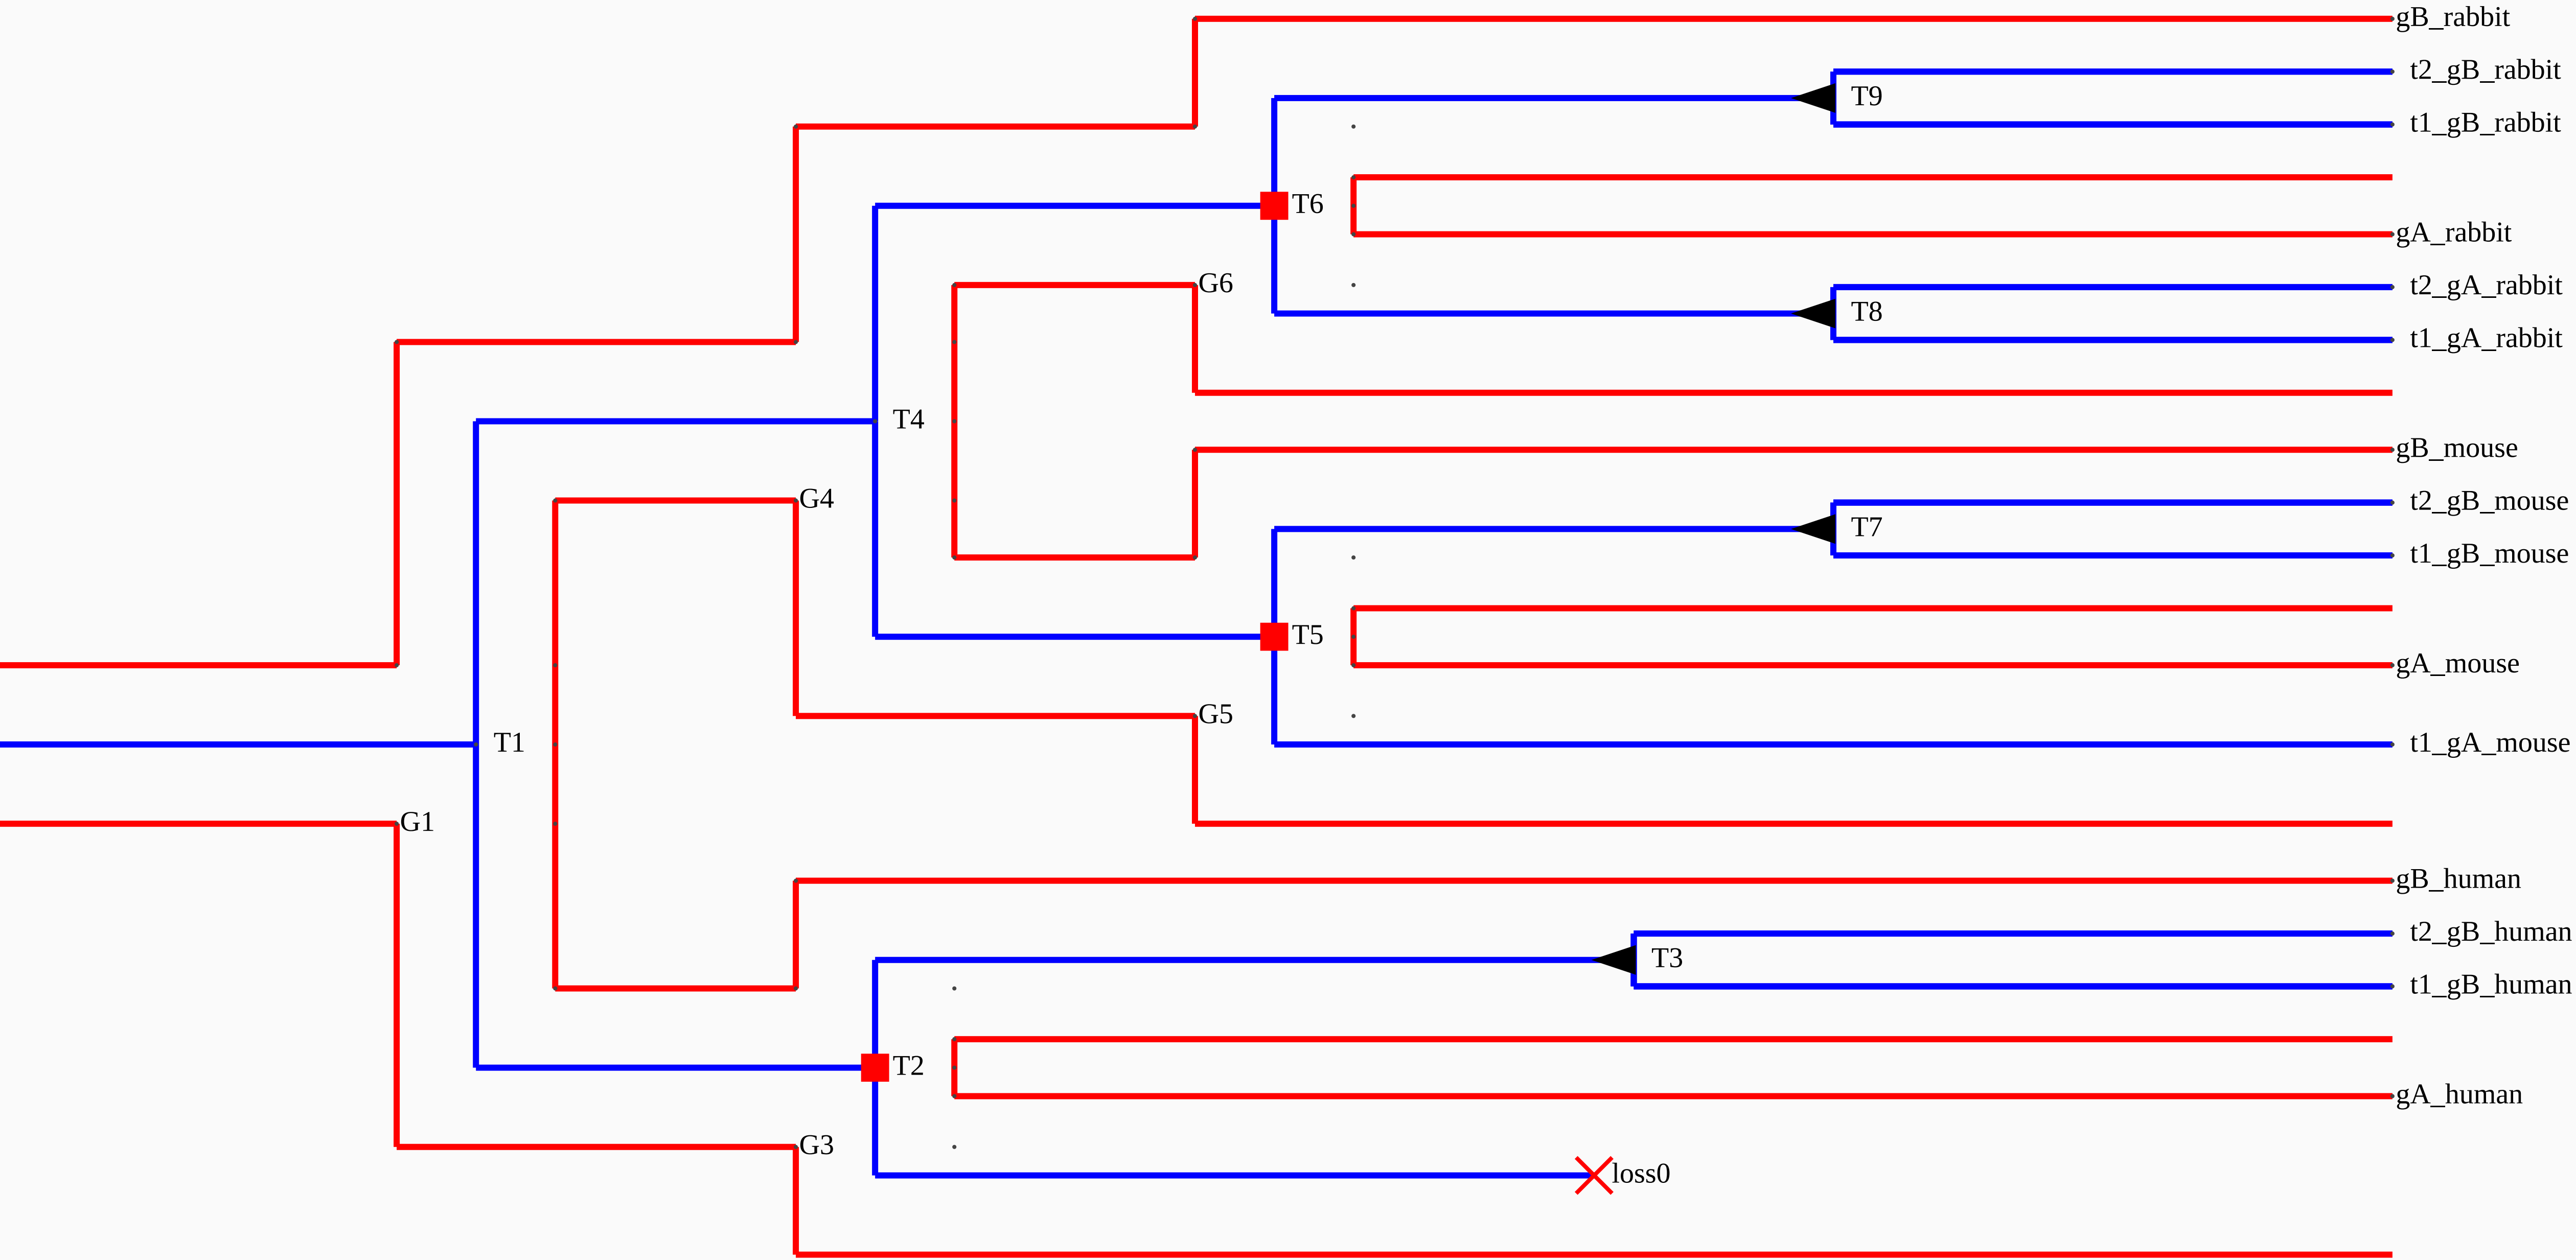 gB_rabbit
t2_gB_rabbit
T9
t1_gB_rabbit
T6
gA_rabbit
G6
t2_gA_rabbit
T8
t1_gA_rabbit
T4
gB_mouse
G4
t2_gB_mouse
T7
t1_gB_mouse
T5
gA_mouse
G5
T1
t1_gA_mouse
G1
gB_human
t2_gB_human
T3
t1_gB_human
T2
gA_human
G3
loss0